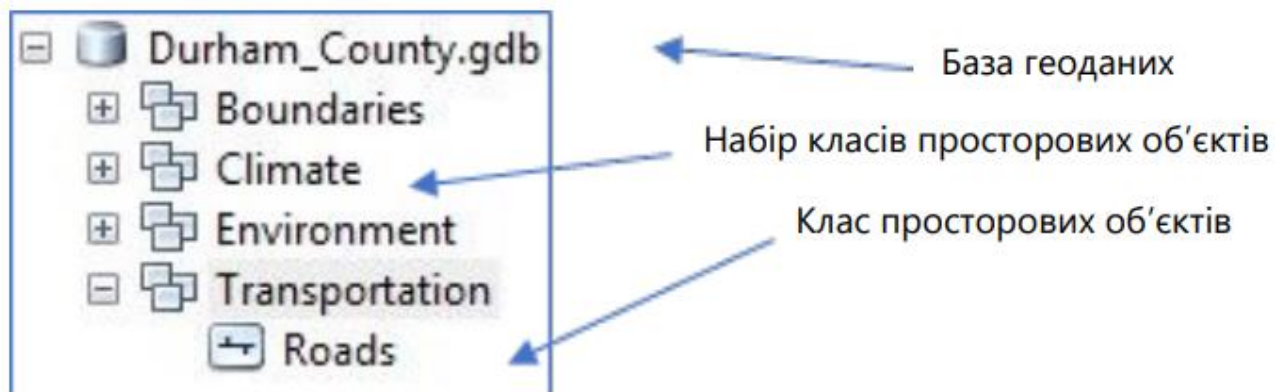 Durham_County.gdb
База геоданих
Boundaries
Набір класів просторових об’єктів
Climate
Клас просторових об’єктів
Environment
Transportation
Roads